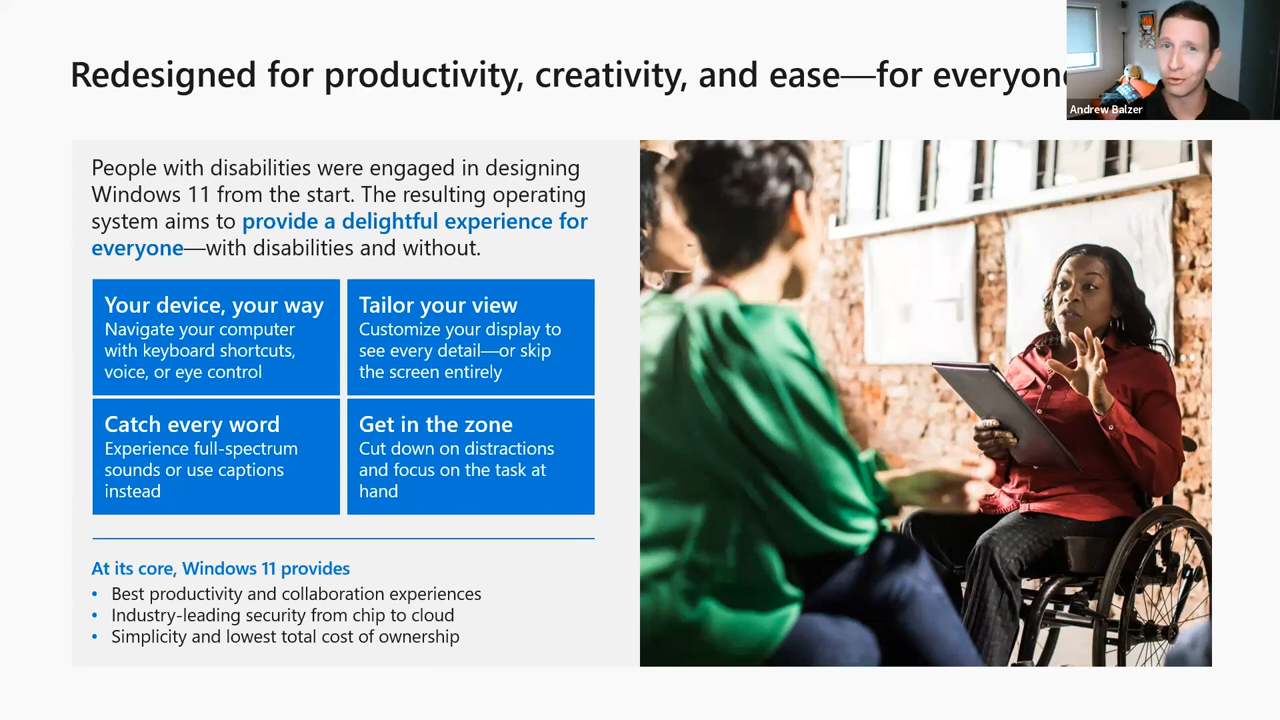 Redesigned for productivity, creativity, and ease—for everyone
Andrew Balzer
People with disabilities were engaged in designing
Windows 11 from the start. The resulting operating
system aims to provide a delightful experience for
everyone—with disabilities and without.
Your device, your way
Navigate your computer
with keyboard shortcuts,
voice, or eye control
Tailor your view
Customize your display to
see every detail—or skip
the screen entirely
Catch every word
Experience full-spectrum
sounds or use captions
instead
Get in the zone
Cut down on distractions
and focus on the task at
hand
At its core, Windows 11 provides
• Best productivity and collaboration experiences
• Industry-leading security from chip to cloud
• Simplicity and lowest total cost of ownership